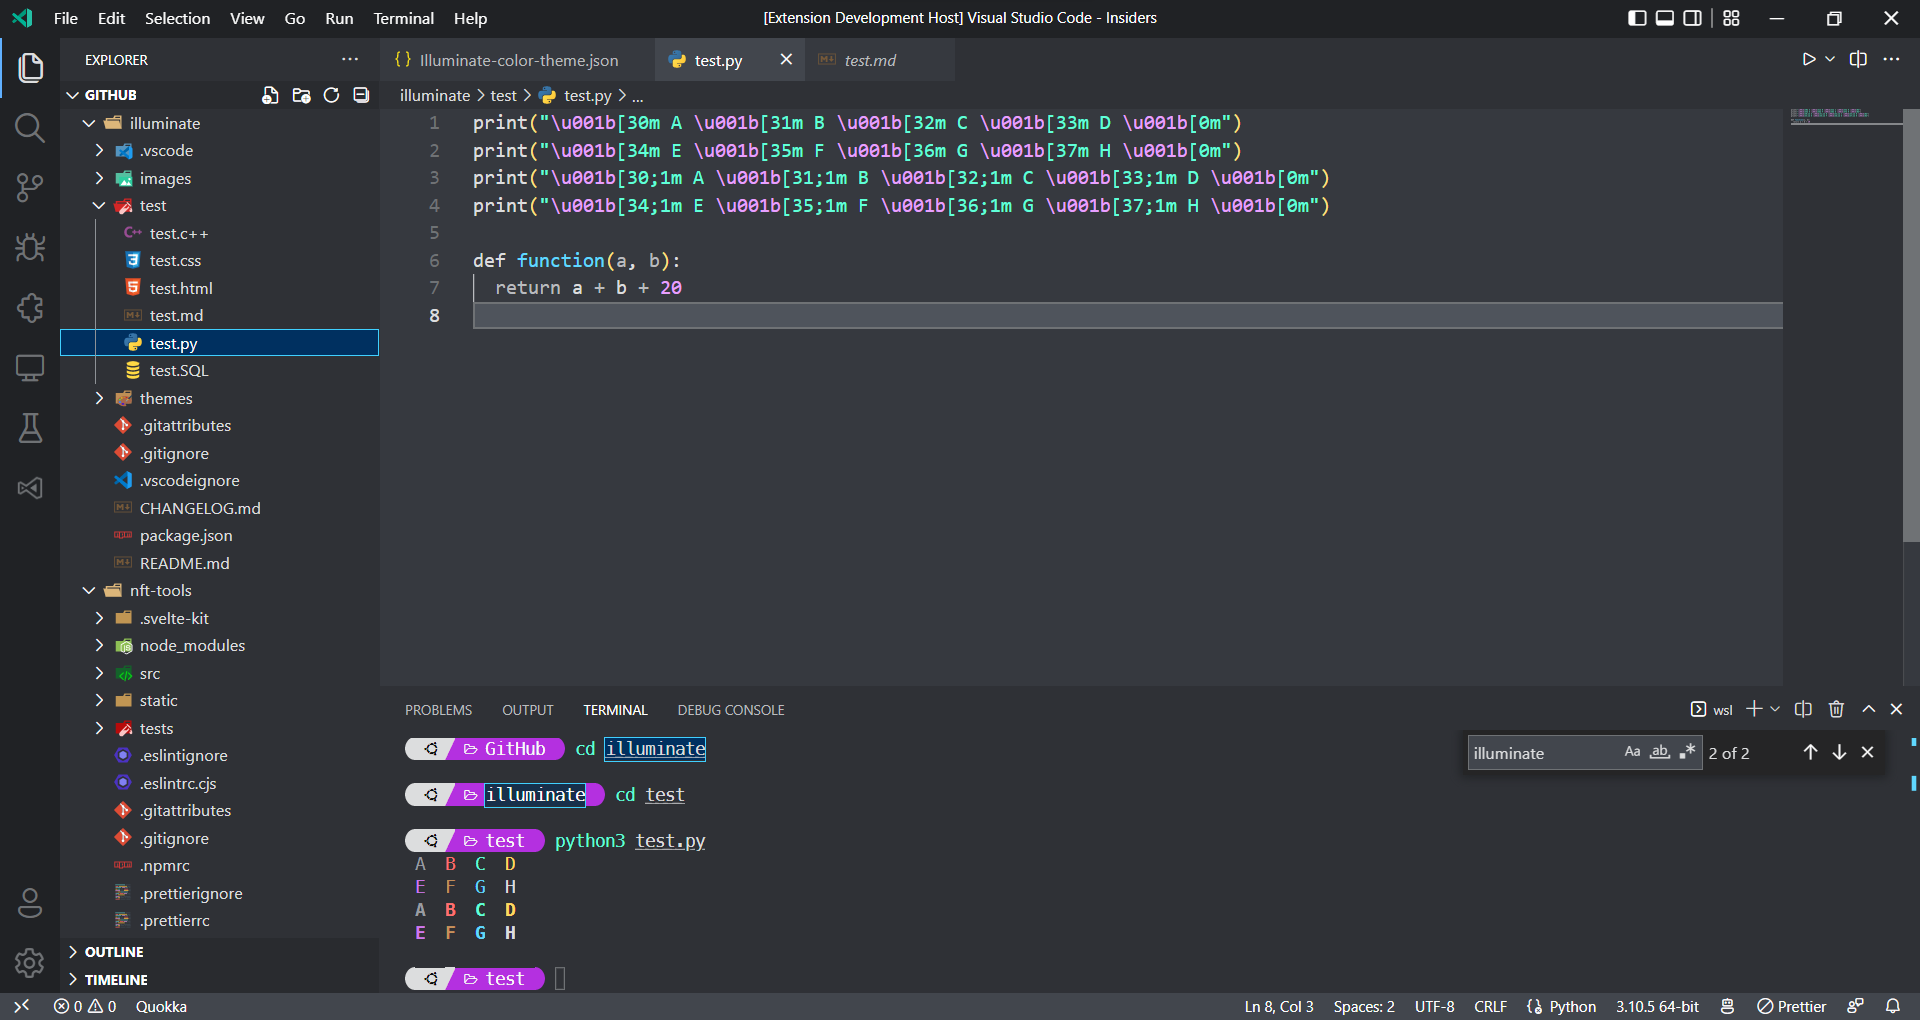 File Edit Selection View Go Run Terminal Help
[Extension Development Host] Visual Studio Code - Insiders
EXPLORER
GITHUB
illuminate
.vscode
images
test
test.c++
test.css
test.html
test.md
test.py
test.SQL
themes
.gitattributes
.gitignore
.vscodeignore
CHANGELOG.md
package.json
README.md
nft-tools
.svelte-kit
node_modules
src
static
tests
.eslintignore
.eslintrc.cjs
.gitattributes
.gitignore
.npmrc
.prettierignore
.prettierrc
OUTLINE
TIMELINE
{} Illuminate-color-theme.json
test.py
test.md
illuminate > test > test.py > ...
1 print("\u001b[30m A \u001b[31m B \u001b[32m C \u001b[33m D \u001b[0m")
2 print("\u001b[34m E \u001b[35m F \u001b[36m G \u001b[37m H \u001b[0m")
3 print("\u001b[30;1m A \u001b[31;1m B \u001b[32;1m C \u001b[33;1m D \u001b[0m")
4 print("\u001b[34;1m E \u001b[35;1m F \u001b[36;1m G \u001b[37;1m H \u001b[0m")
5
6 def function(a, b):
7 return a + b + 20
8
PROBLEMS OUTPUT TERMINAL DEBUG CONSOLE
wsl
GitHub cd illuminate
illuminate cd test
test python3 test.py
A B C D
E F G H
A B C D
E F G H
test
illuminate Aa ab .* 2 of 2
0 0 Quokka
Ln 8, Col 3 Spaces: 2 UTF-8 CRLF {} Python 3.10.5 64-bit Prettier